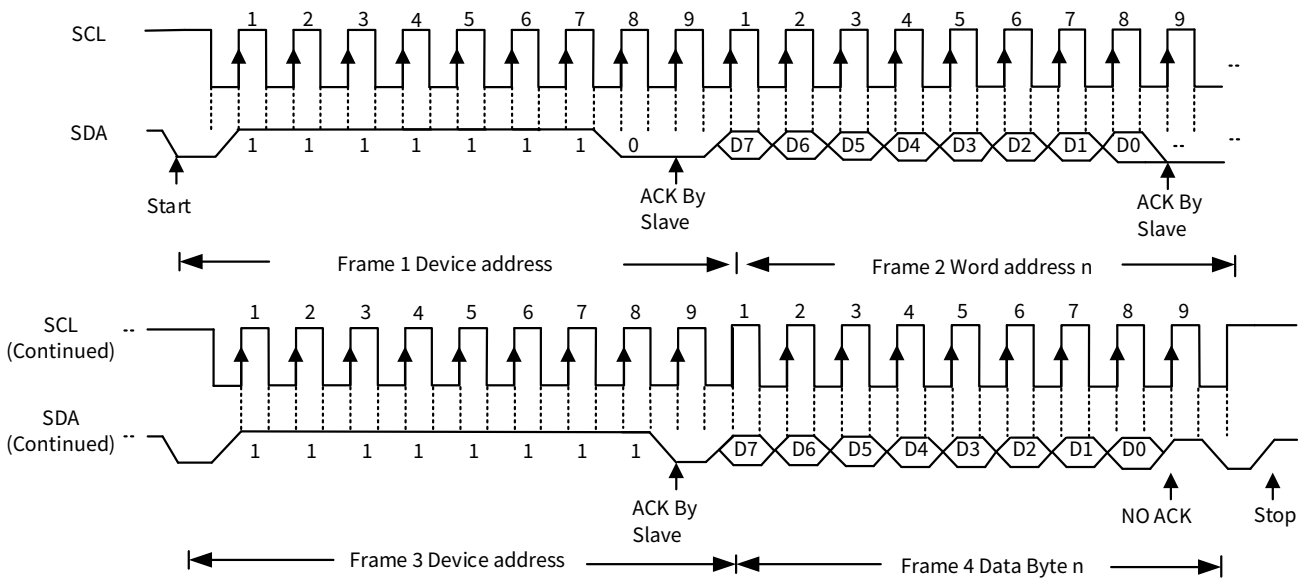 1 2 3 4 5 6 7 8 9 1 2 3 4 5 6 7 8 9
SCL
--
SDA
1 1 1 1 1 1 1 0 D7 D6 D5 D4 D3 D2 D1 D0 -- --
Start
ACK By
Slave
ACK By
Slave
Frame 1 Device address
Frame 2 Word address n
1 2 3 4 5 6 7 8 9 1 2 3 4 5 6 7 8 9
SCL
(Continued)
--
SDA
(Continued)
--
1 1 1 1 1 1 1 1 D7 D6 D5 D4 D3 D2 D1 D0
ACK By
Slave
NO ACK
Stop
Frame 3 Device address
Frame 4 Data Byte n